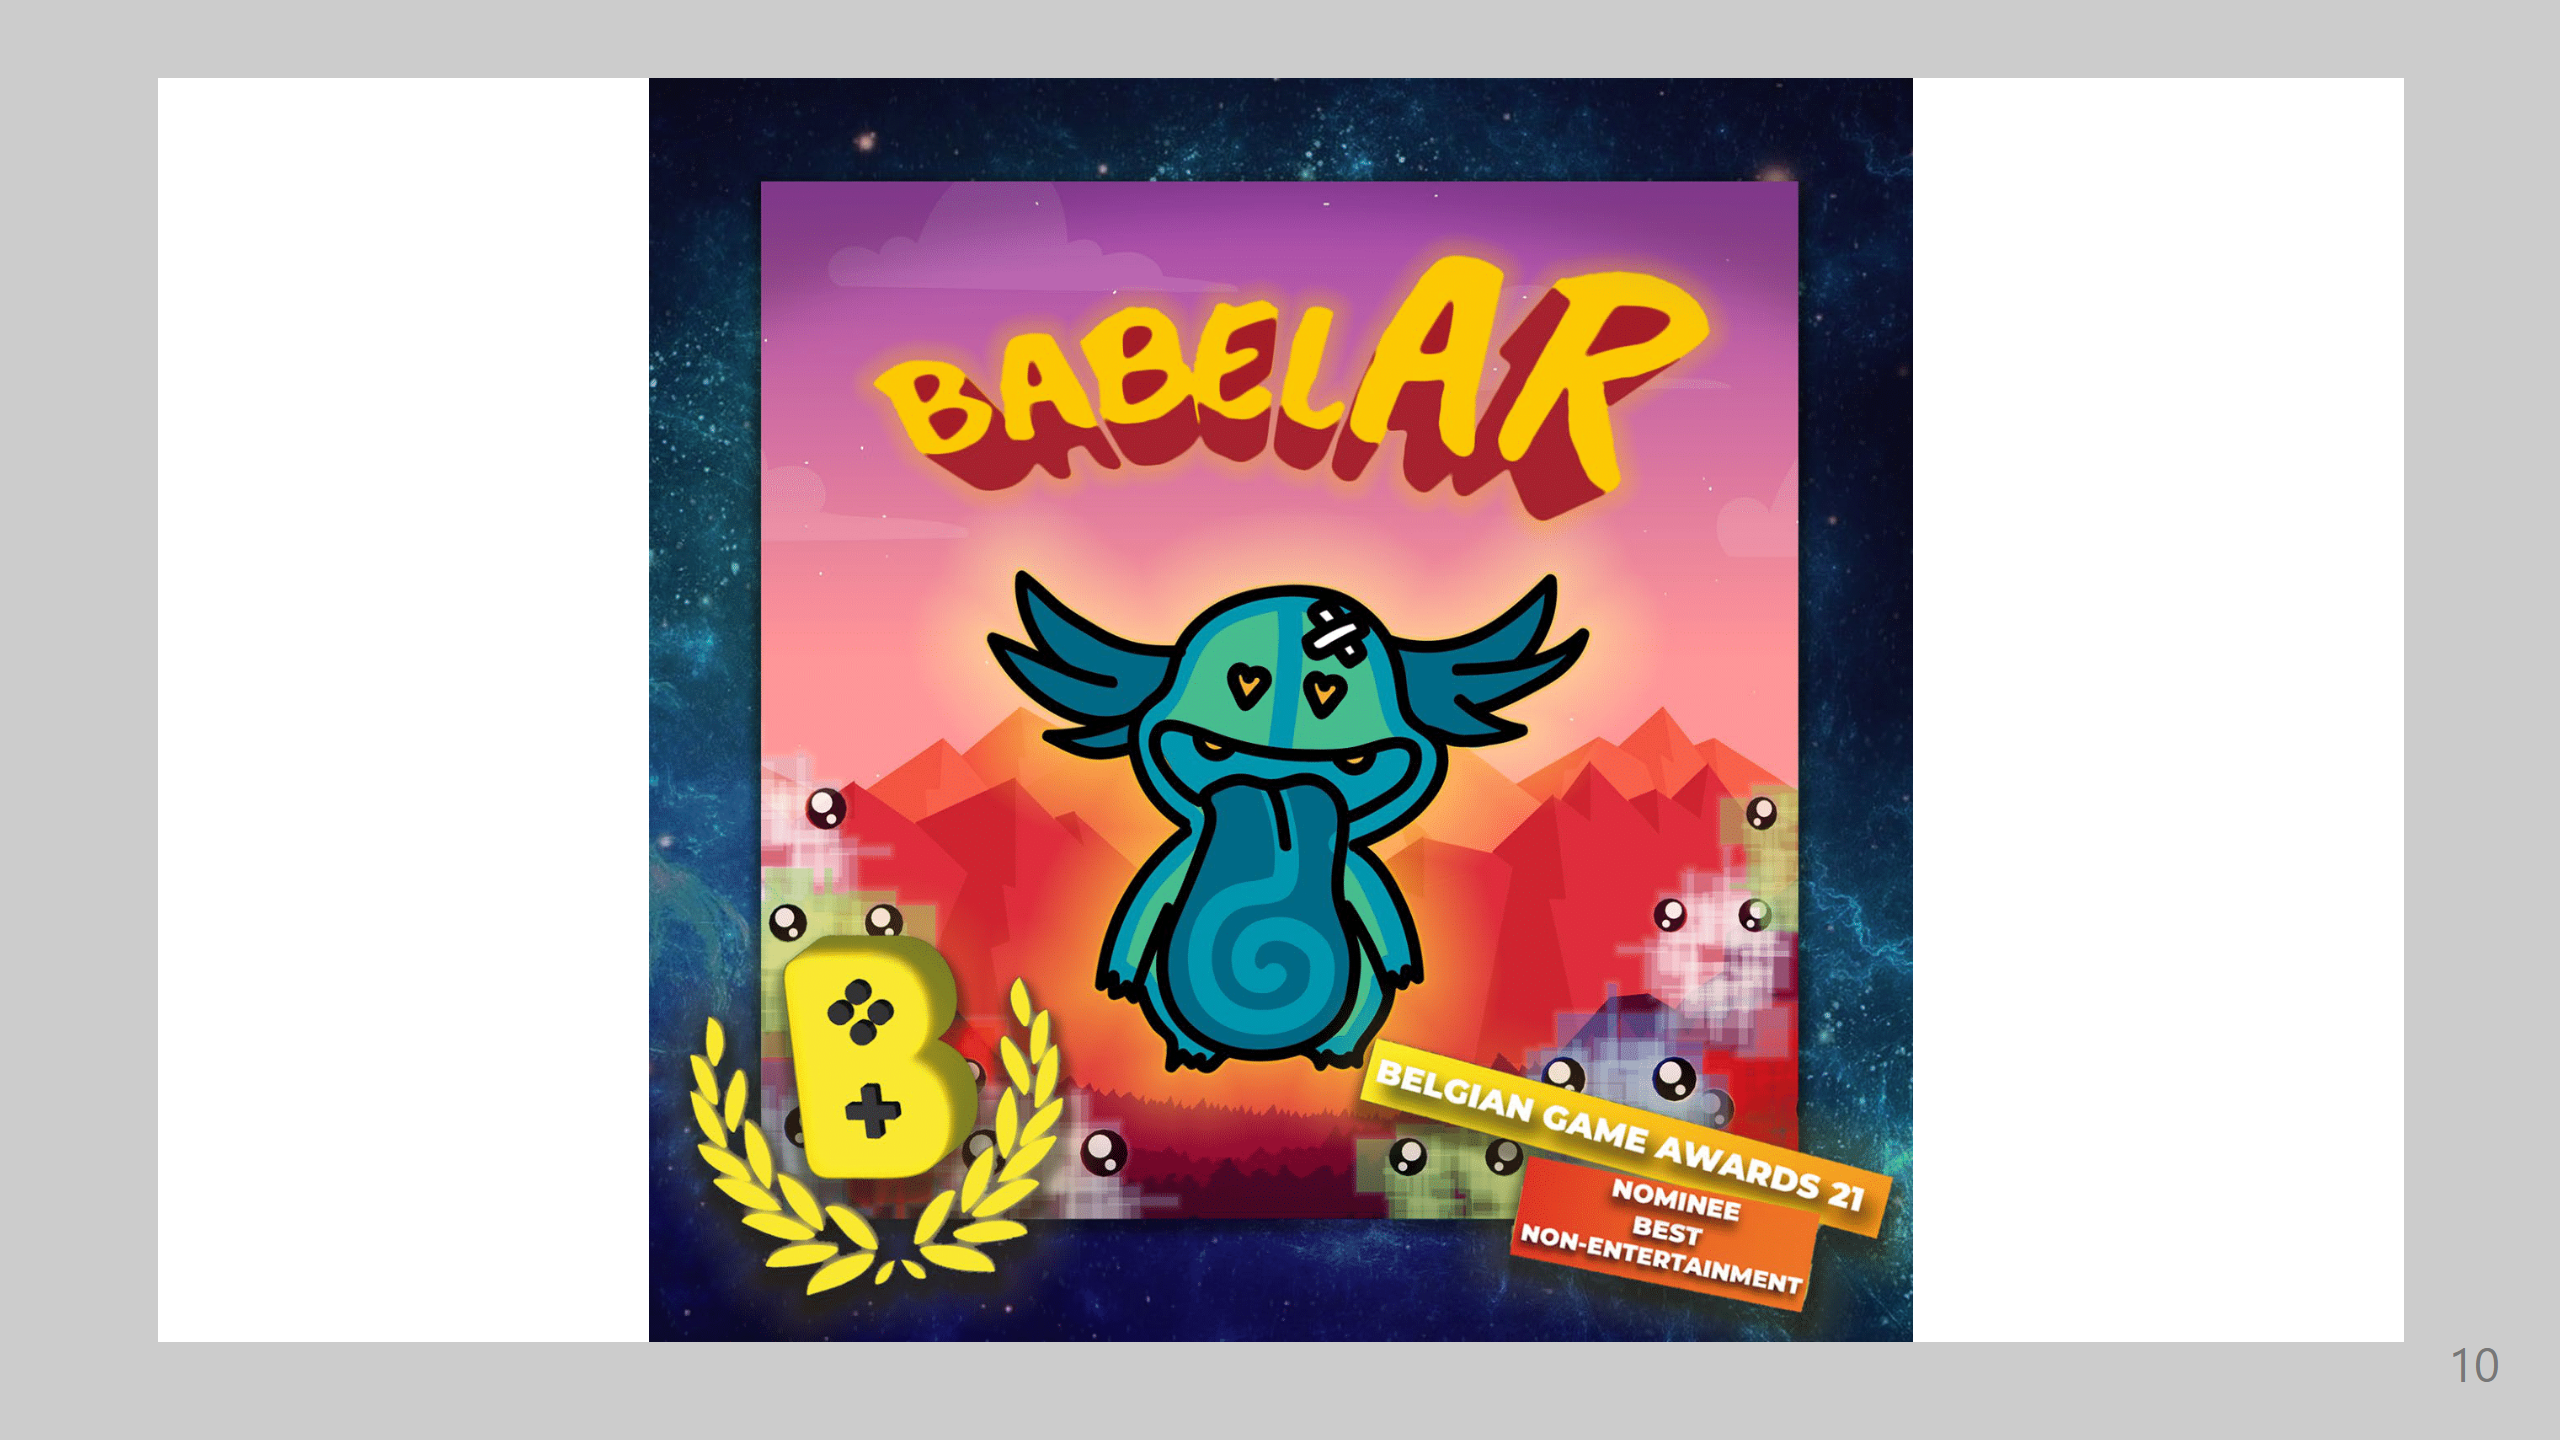 BABELAR
B
BELGIAN GAME AWARDS 21
NOMINEE
BEST
NON-ENTERTAINMENT
10